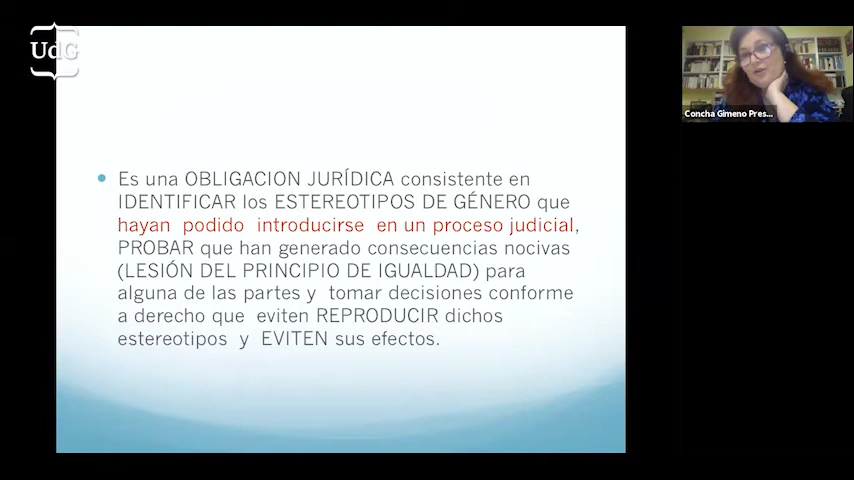 UdG
Concha Gimeno Pres...
• Es una OBLIGACION JURÍDICA consistente en
IDENTIFICAR los ESTEREOTIPOS DE GÉNERO que
hayan podido introducirse en un proceso judicial,
PROBAR que han generado consecuencias nocivas
(LESIÓN DEL PRINCIPIO DE IGUALDAD) para
alguna de las partes y tomar decisiones conforme
a derecho que eviten REPRODUCIR dichos
estereotipos y EVITEN sus efectos.